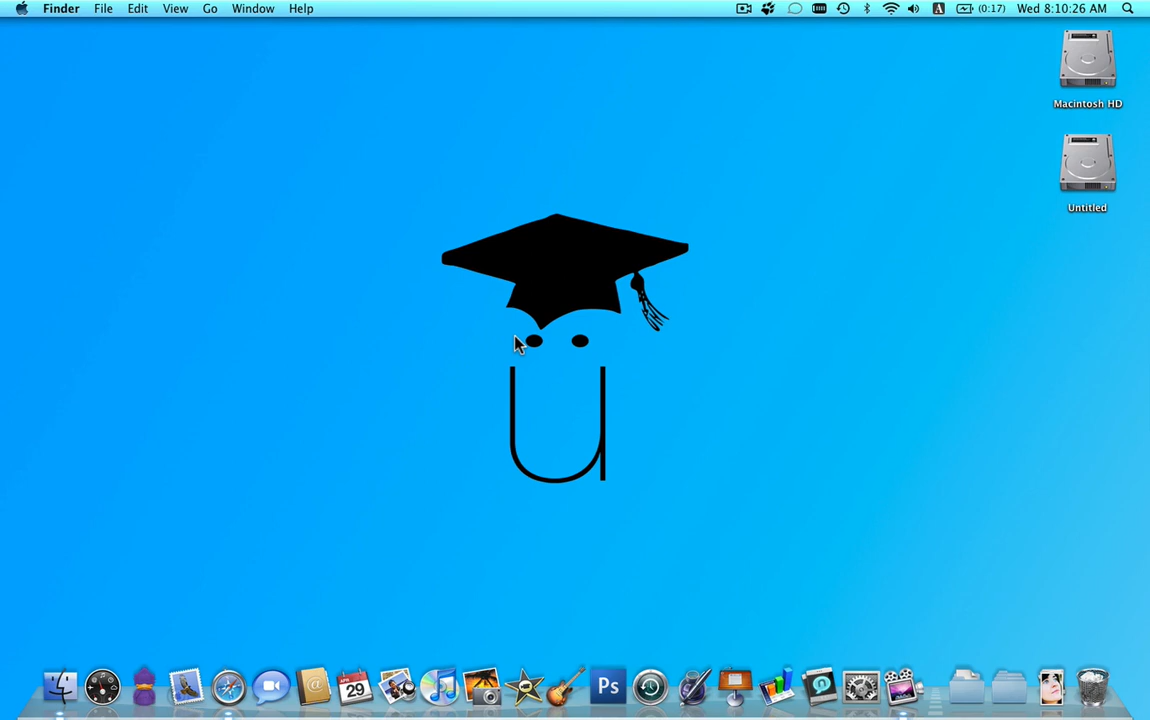 Finder File Edit View Go Window Help A (0:17) Wed 8:10:26 AM
Macintosh HD
Untitled
u
APR
29
Ps